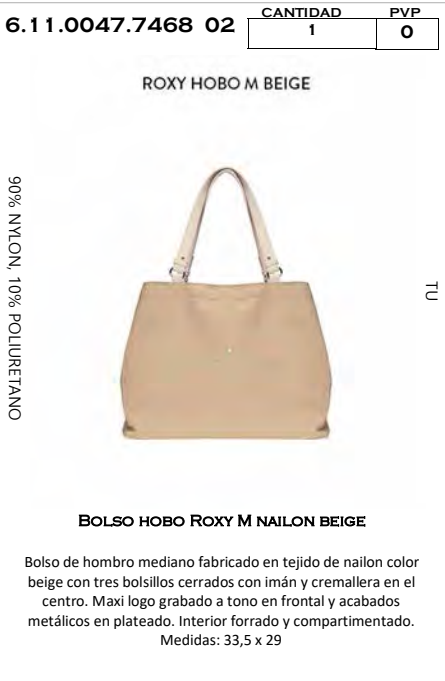 6.11.0047.7468 02
CANTIDAD
PVP
1
0
ROXY HOBO M BEIGE
90% NYLON, 10% POLIURETANO
TU
BOLSO HOBO ROXY M NAILON BEIGE
Bolso de hombro mediano fabricado en tejido de nailon color
beige con tres bolsillos cerrados con imán y cremallera en el
centro. Maxi logo grabado a tono en frontal y acabados
metálicos en plateado. Interior forrado y compartimentado.
Medidas: 33,5 x 29